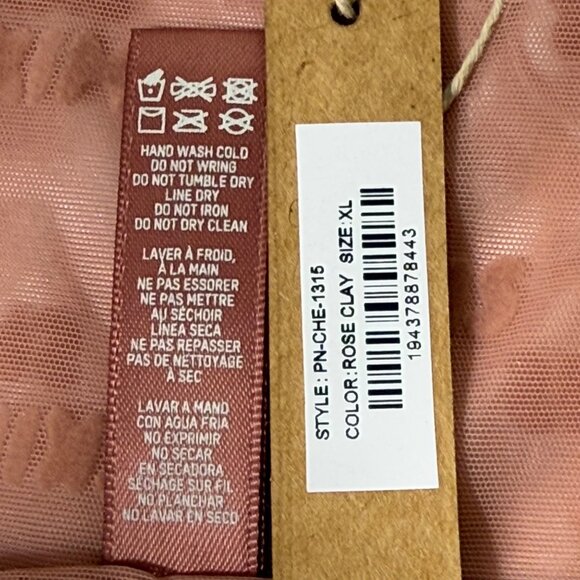 HAND WASH COLD
DO NOT WRING
DO NOT TUMBLE DRY
LINE DRY
DO NOT IRON
DO NOT DRY CLEAN
LAVER À FROID,
À LA MAIN
NE PAS ESSORER
NE PAS METTRE
AU SÉCHOIR
LÍNEA SECA
NE PAS REPASSER
PAS DE NETTOYAGE
À SEC
LAVAR A MANO
CON AGUA FRIA
NO EXPRIMIR
NO SECAR
EN SECADORA
SÉCHAGE SUR FIL
NO PLANCHAR
NO LAVAR EN SECO
STYLE: PN-CHE-1315
COLOR: ROSE CLAY SIZE: XL
194378878443